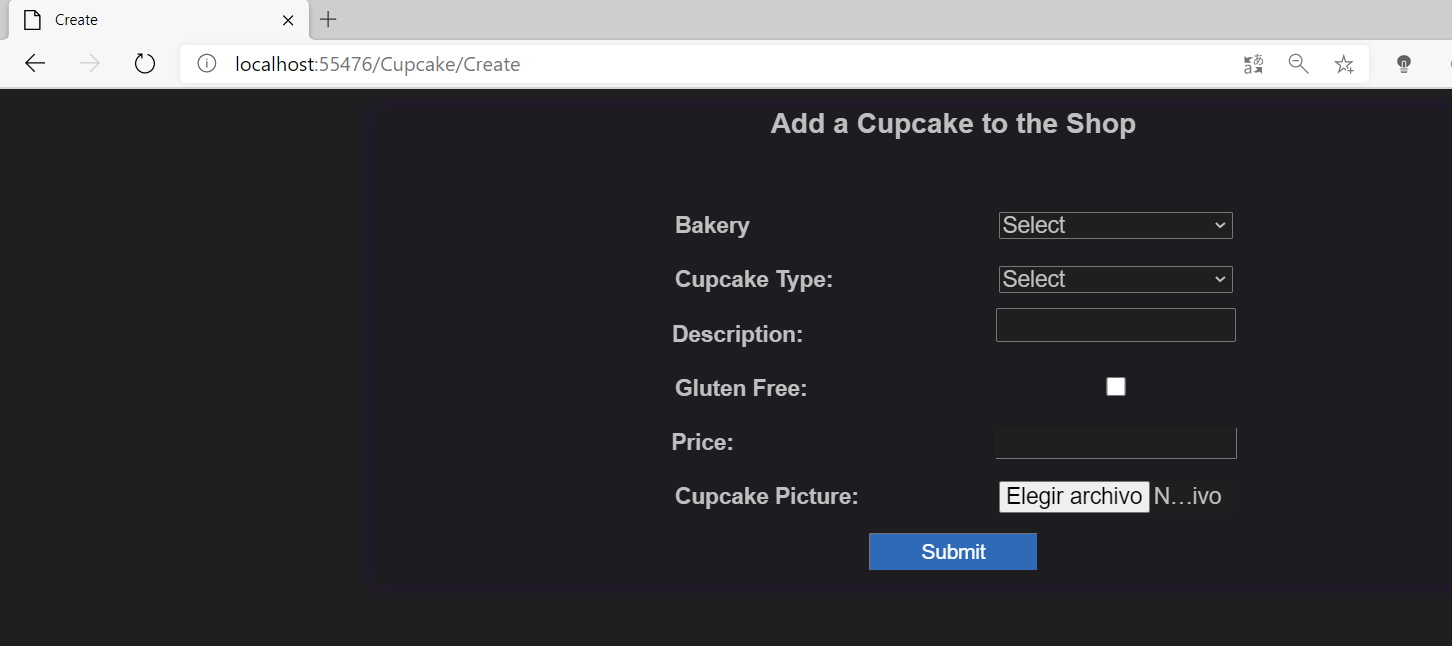 Create
localhost:55476/Cupcake/Create
Add a Cupcake to the Shop
Bakery Select
Cupcake Type: Select
Description:
Gluten Free:
Price:
Cupcake Picture: Elegir archivo N...ivo
Submit